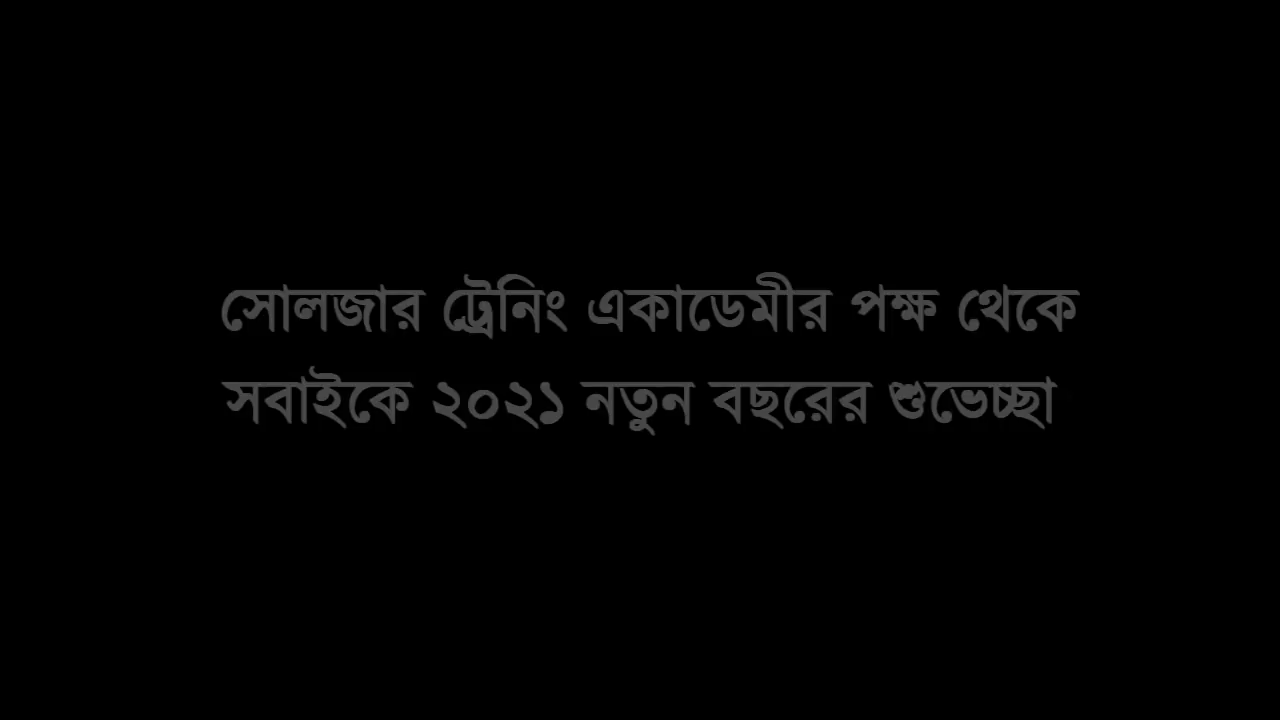 সোলজার ট্রেনিং একাডেমীর পক্ষ থেকে
সবাইকে ২০২১ নতুন বছরের শুভেচ্ছা